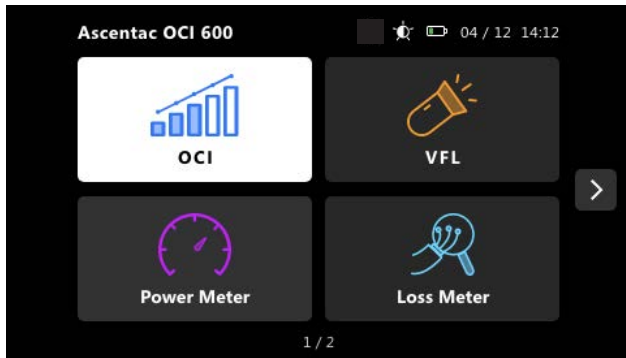 Ascentac OCI 600 04 / 12 14:12
OCI
VFL
Power Meter
Loss Meter
1 / 2